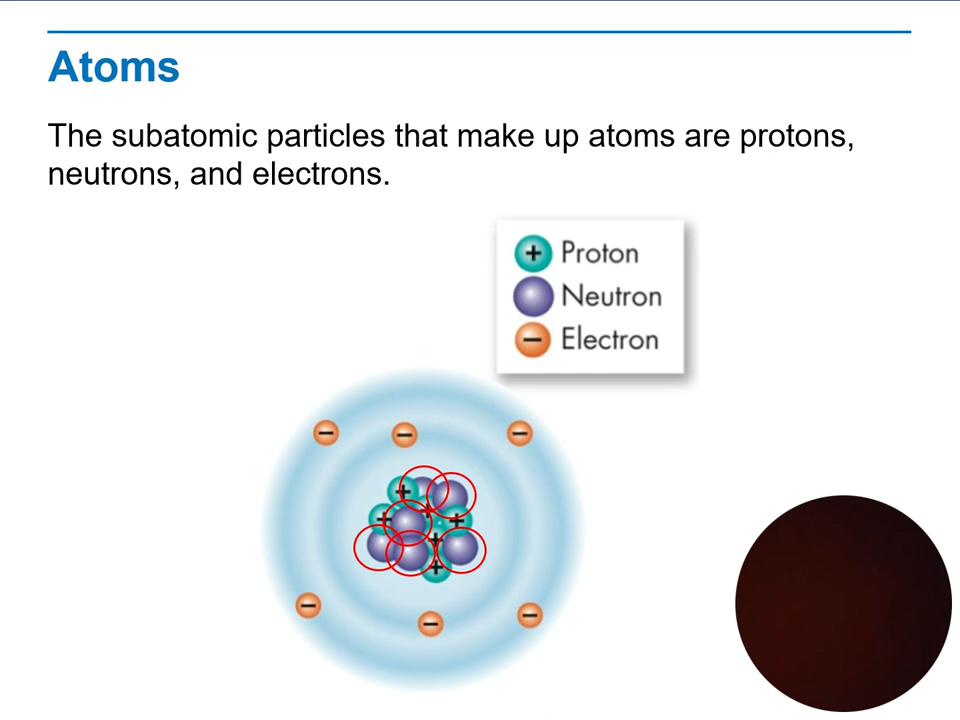 Atoms
The subatomic particles that make up atoms are protons,
neutrons, and electrons.
+ Proton
Neutron
− Electron
− − −
+
+ + +
+
+
− − −